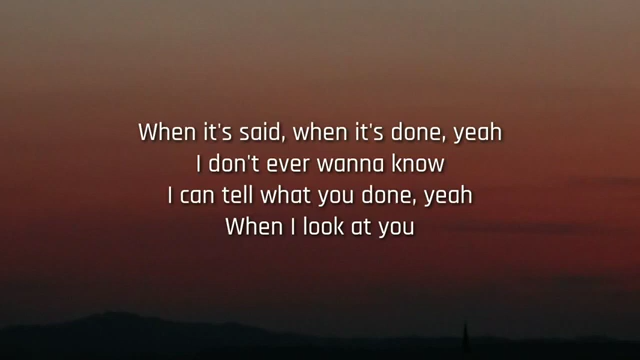 When it's said, when it's done, yeah
I don't ever wanna know
I can tell what you done, yeah
When I look at you